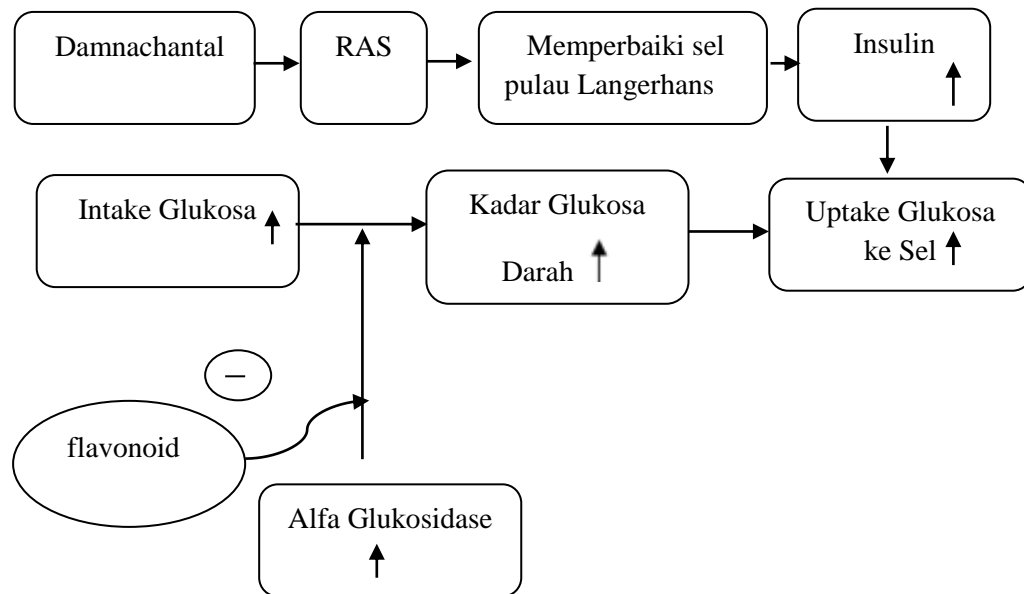 Damnachantal
RAS
Memperbaiki sel
pulau Langerhans
Insulin
Intake Glukosa
Kadar Glukosa
Darah
Uptake Glukosa
ke Sel
–
flavonoid
Alfa Glukosidase